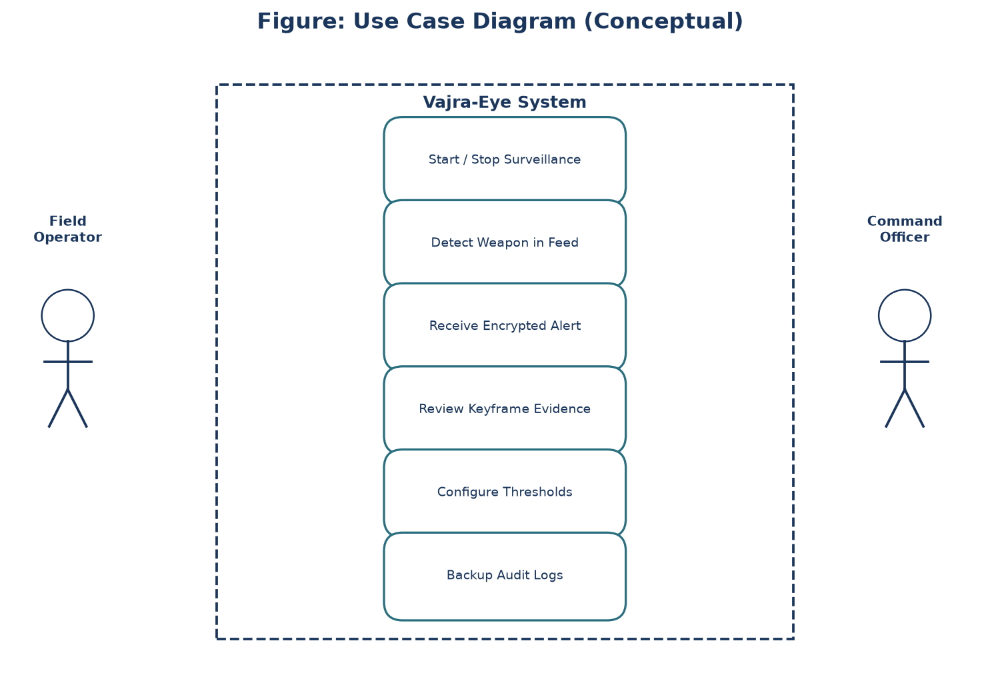 Figure: Use Case Diagram (Conceptual)
Vajra-Eye System
Start / Stop Surveillance
Field
Operator
Command
Officer
Detect Weapon in Feed
Receive Encrypted Alert
Review Keyframe Evidence
Configure Thresholds
Backup Audit Logs